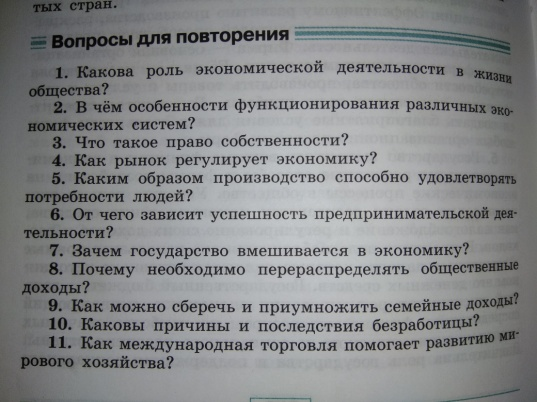 тых стран.
Вопросы для повторения
1. Какова роль экономической деятельности в жизни
общества?
2. В чём особенности функционирования различных эко-
номических систем?
3. Что такое право собственности?
4. Как рынок регулирует экономику?
5. Каким образом производство способно удовлетворять
потребности людей?
6. От чего зависит успешность предпринимательской дея-
тельности?
7. Зачем государство вмешивается в экономику?
8. Почему необходимо перераспределять общественные
доходы?
9. Как можно сберечь и приумножить семейные доходы?
10. Каковы причины и последствия безработицы?
11. Как международная торговля помогает развитию ми-
рового хозяйства?